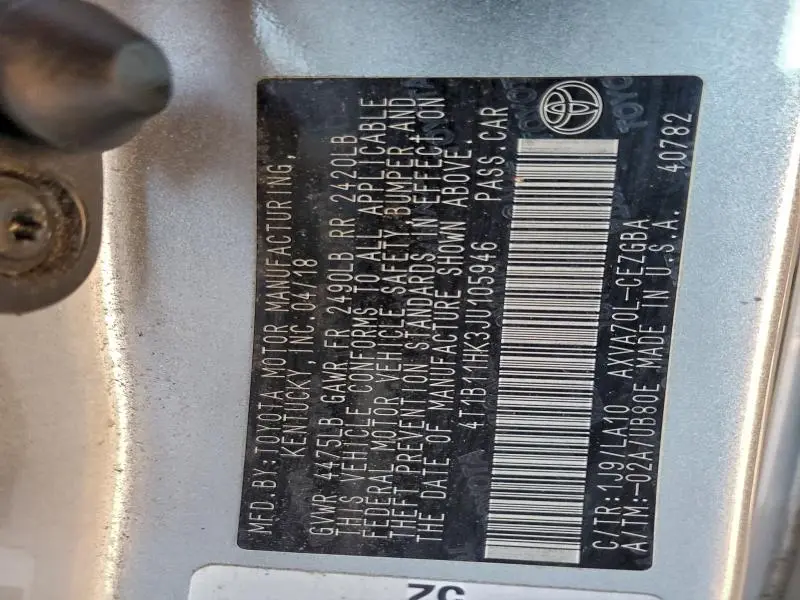 MFD.BY:TOYOTA MOTOR MANUFACTURING,
KENTUCKY, INC.04/18
GVWR 4475LB GAWR FR 2490LB RR 2420LB
THIS VEHICLE CONFORMS TO ALL APPLICABLE
FEDERAL MOTOR VEHICLE SAFETY, BUMPER, AND
THEFT PREVENTION STANDARDS IN EFFECT ON
THE DATE OF MANUFACTURE SHOWN ABOVE.
4T1B11HK3JU105946 PASS.CAR
C/TR: 1J9/LA10 AXVA70L-CEZGBA
A/TM:-02A/UB80E MADE IN U.S.A. 40782